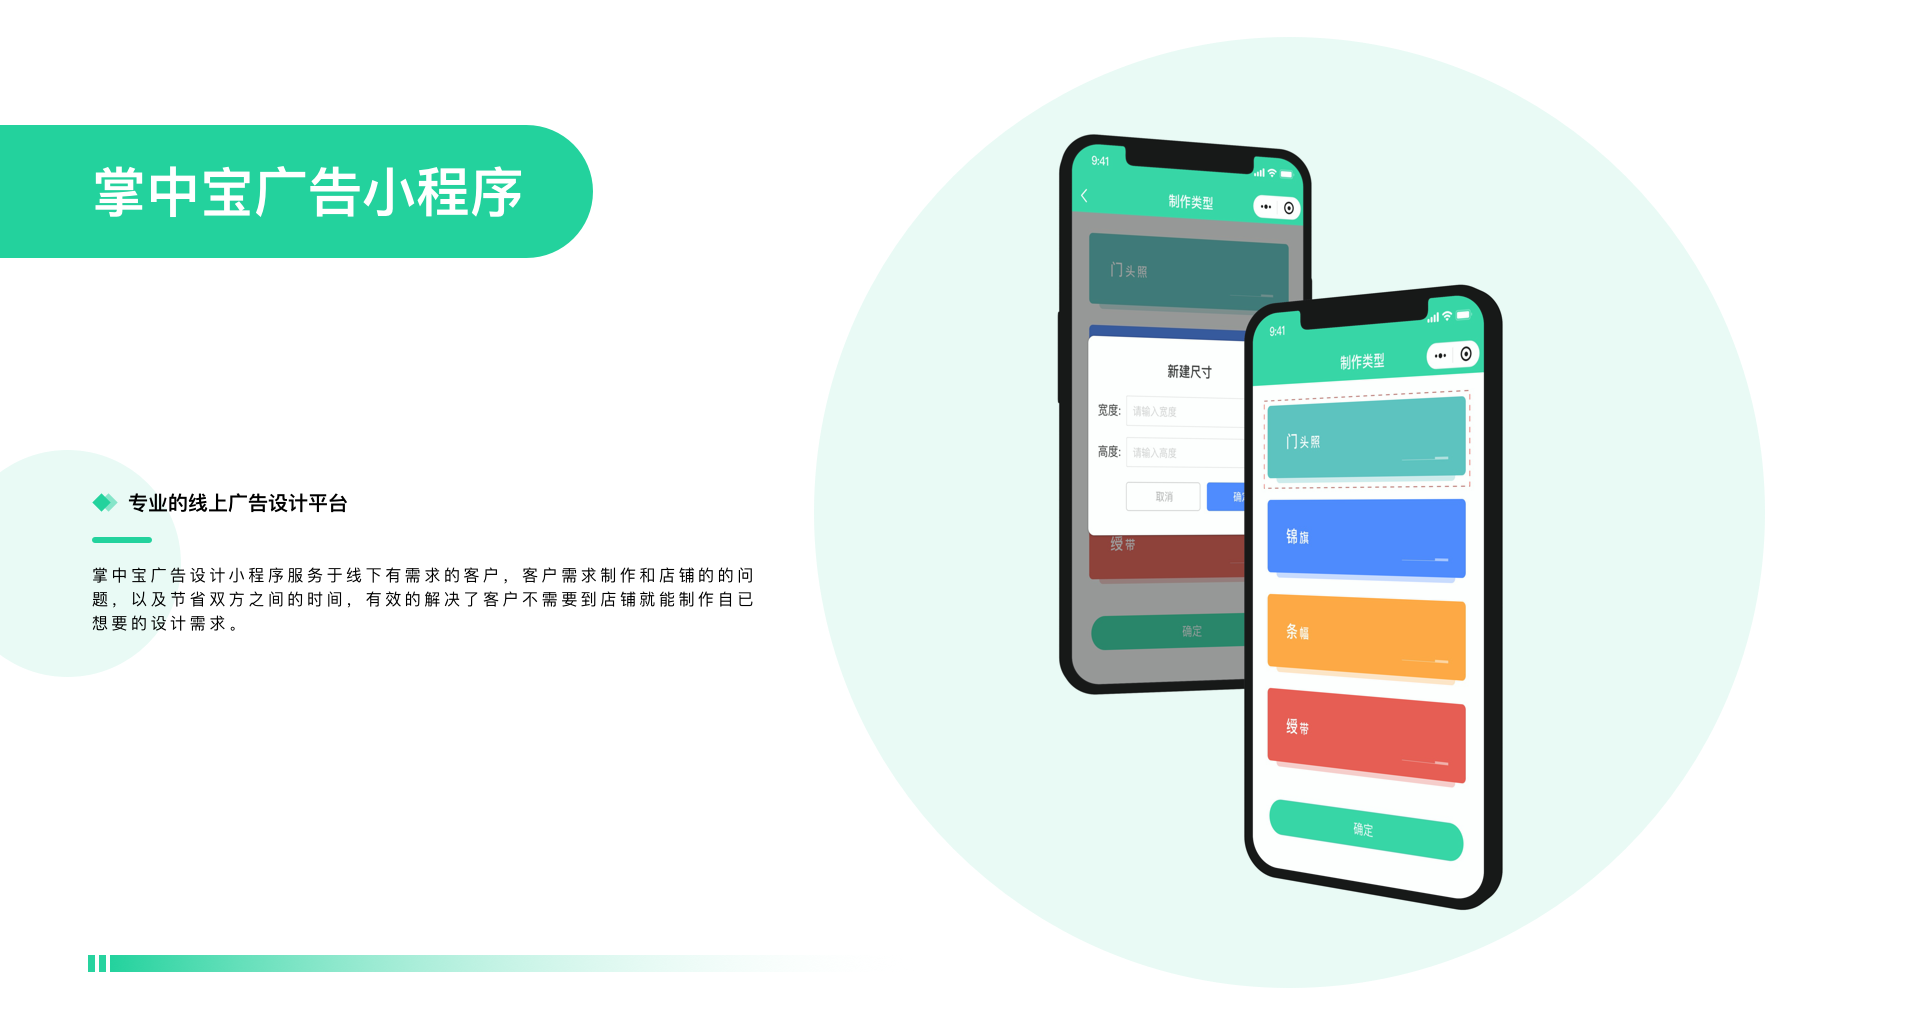 掌中宝广告小程序
专业的线上广告设计平台
掌中宝广告设计小程序服务于线下有需求的客户，客户需求制作和店铺的的问
题，以及节省双方之间的时间，有效的解决了客户不需要到店铺就能制作自已
想要的设计需求。
9:41
制作类型
门头照
新建尺寸
宽度:
请输入宽度
高度:
请输入高度
取消
确
绶带
确定
9:41
制作类型
门头照
锦旗
条幅
绶带
确定